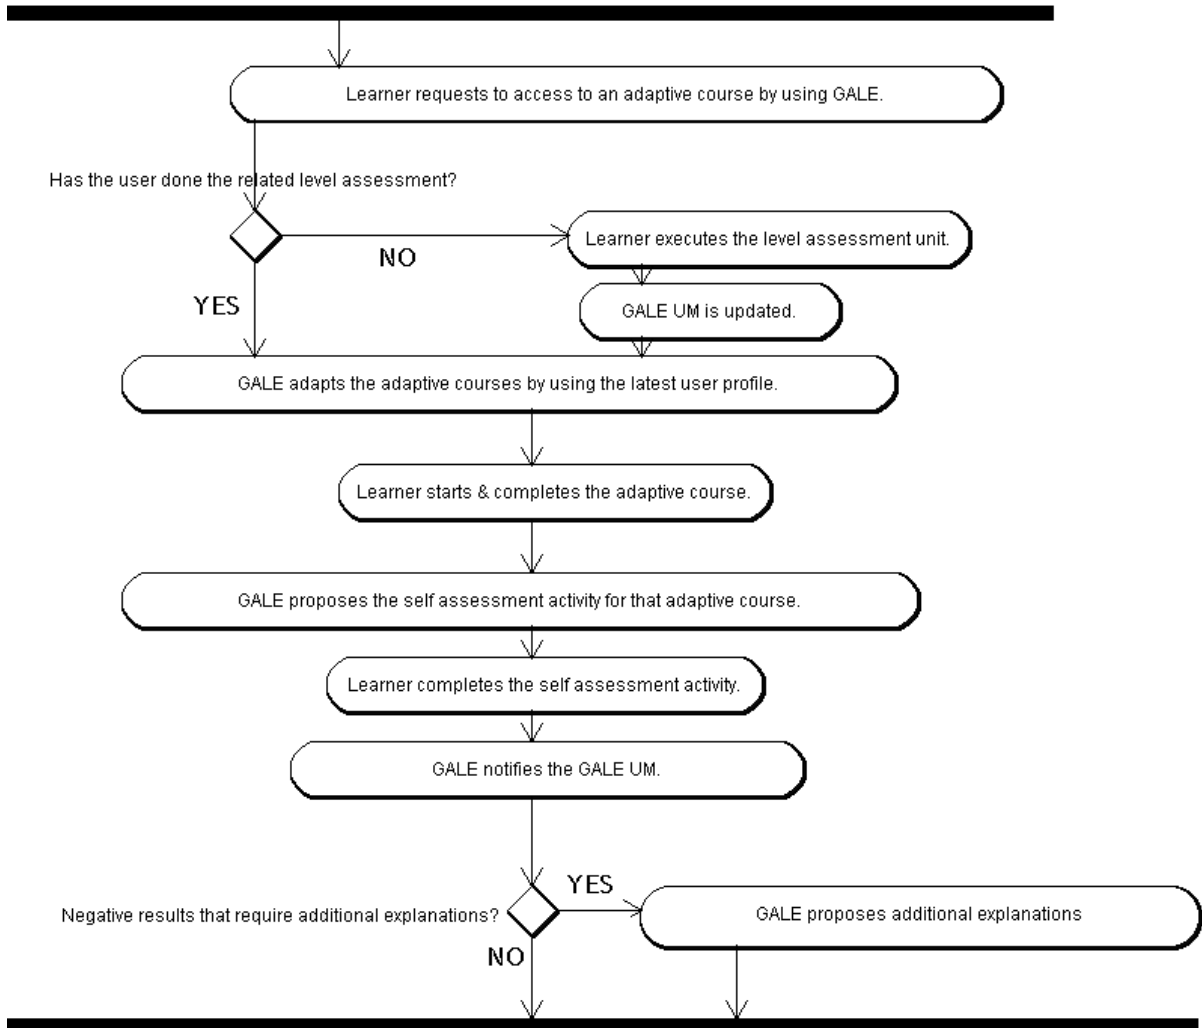 Learner requests to access to an adaptive course by using GALE.
Has the user done the related level assessment?
NO
Learner executes the level assessment unit.
YES
GALE UM is updated.
GALE adapts the adaptive courses by using the latest user profile.
Learner starts & completes the adaptive course.
GALE proposes the self assessment activity for that adaptive course.
Learner completes the self assessment activity.
GALE notifies the GALE UM.
Negative results that require additional explanations?
YES
GALE proposes additional explanations
NO